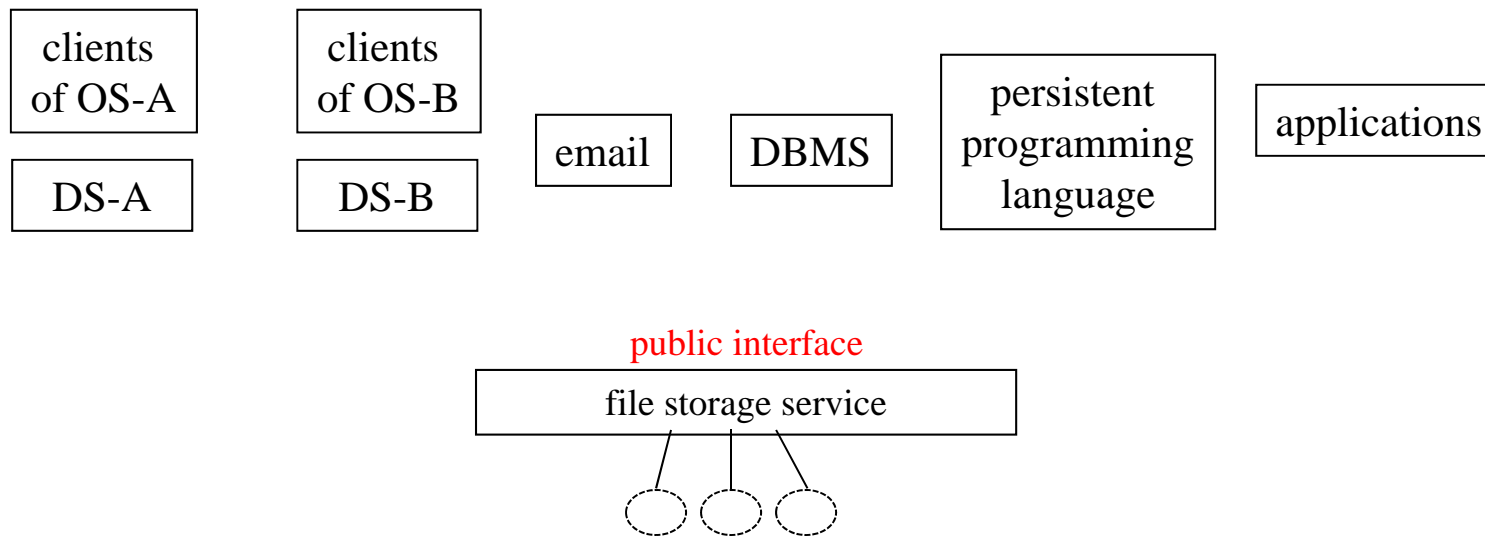 clients
of OS-A
clients
of OS-B
email
DBMS
persistent
programming
language
applications
DS-A
DS-B
public interface
file storage service